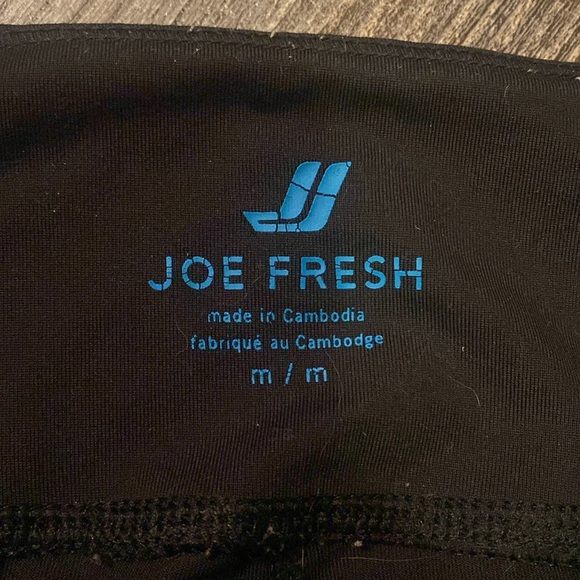 JOE FRESH
made in Cambodia
fabriqué au Cambodge
m / m